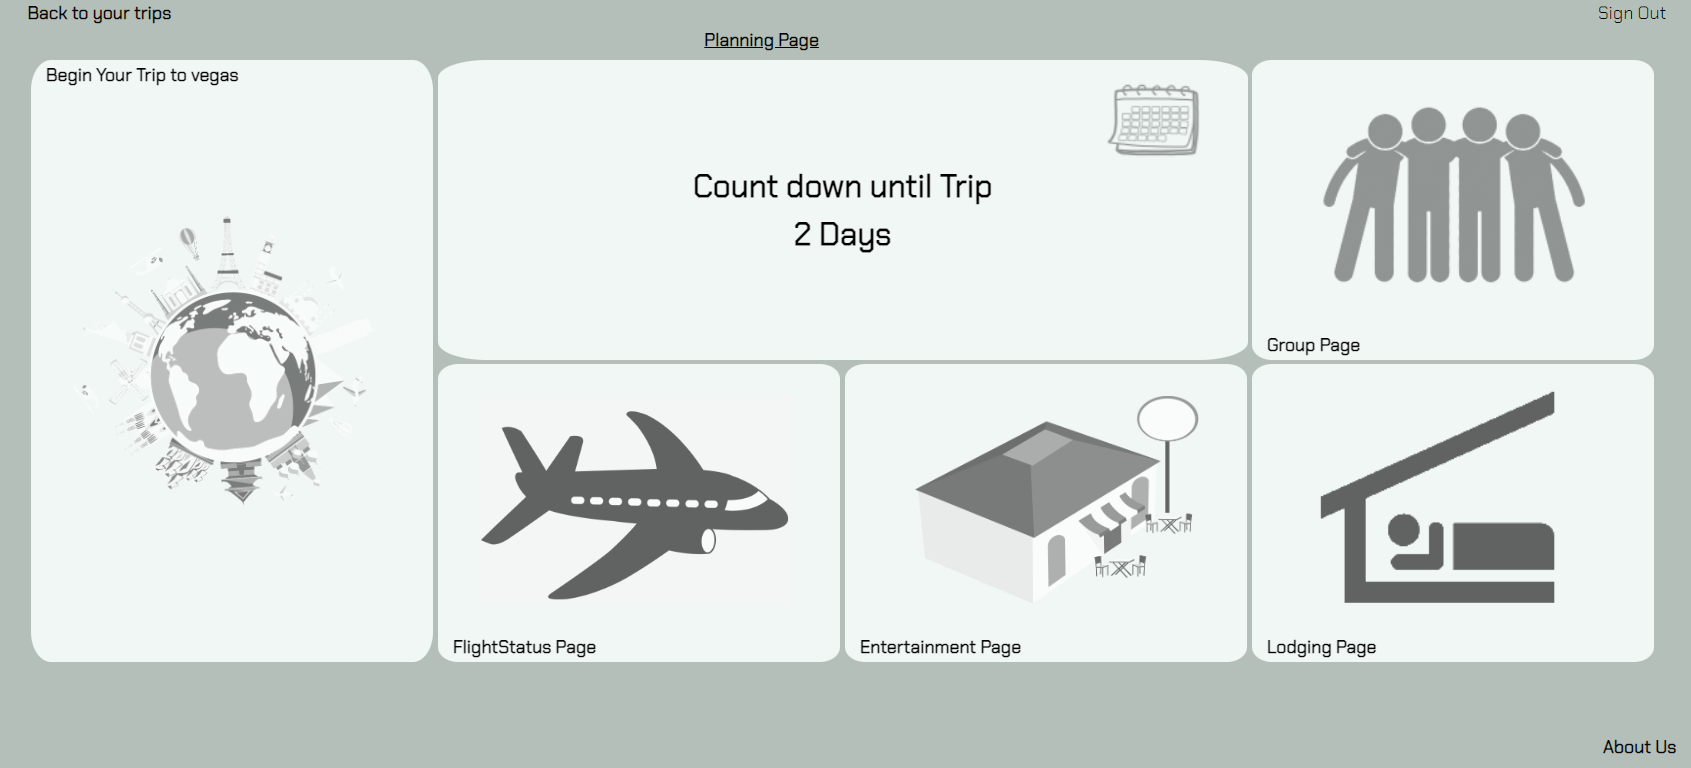 Back to your trips
Sign Out
Planning Page
Begin Your Trip to vegas
Count down until Trip
2 Days
Group Page
FlightStatus Page
Entertainment Page
Lodging Page
About Us